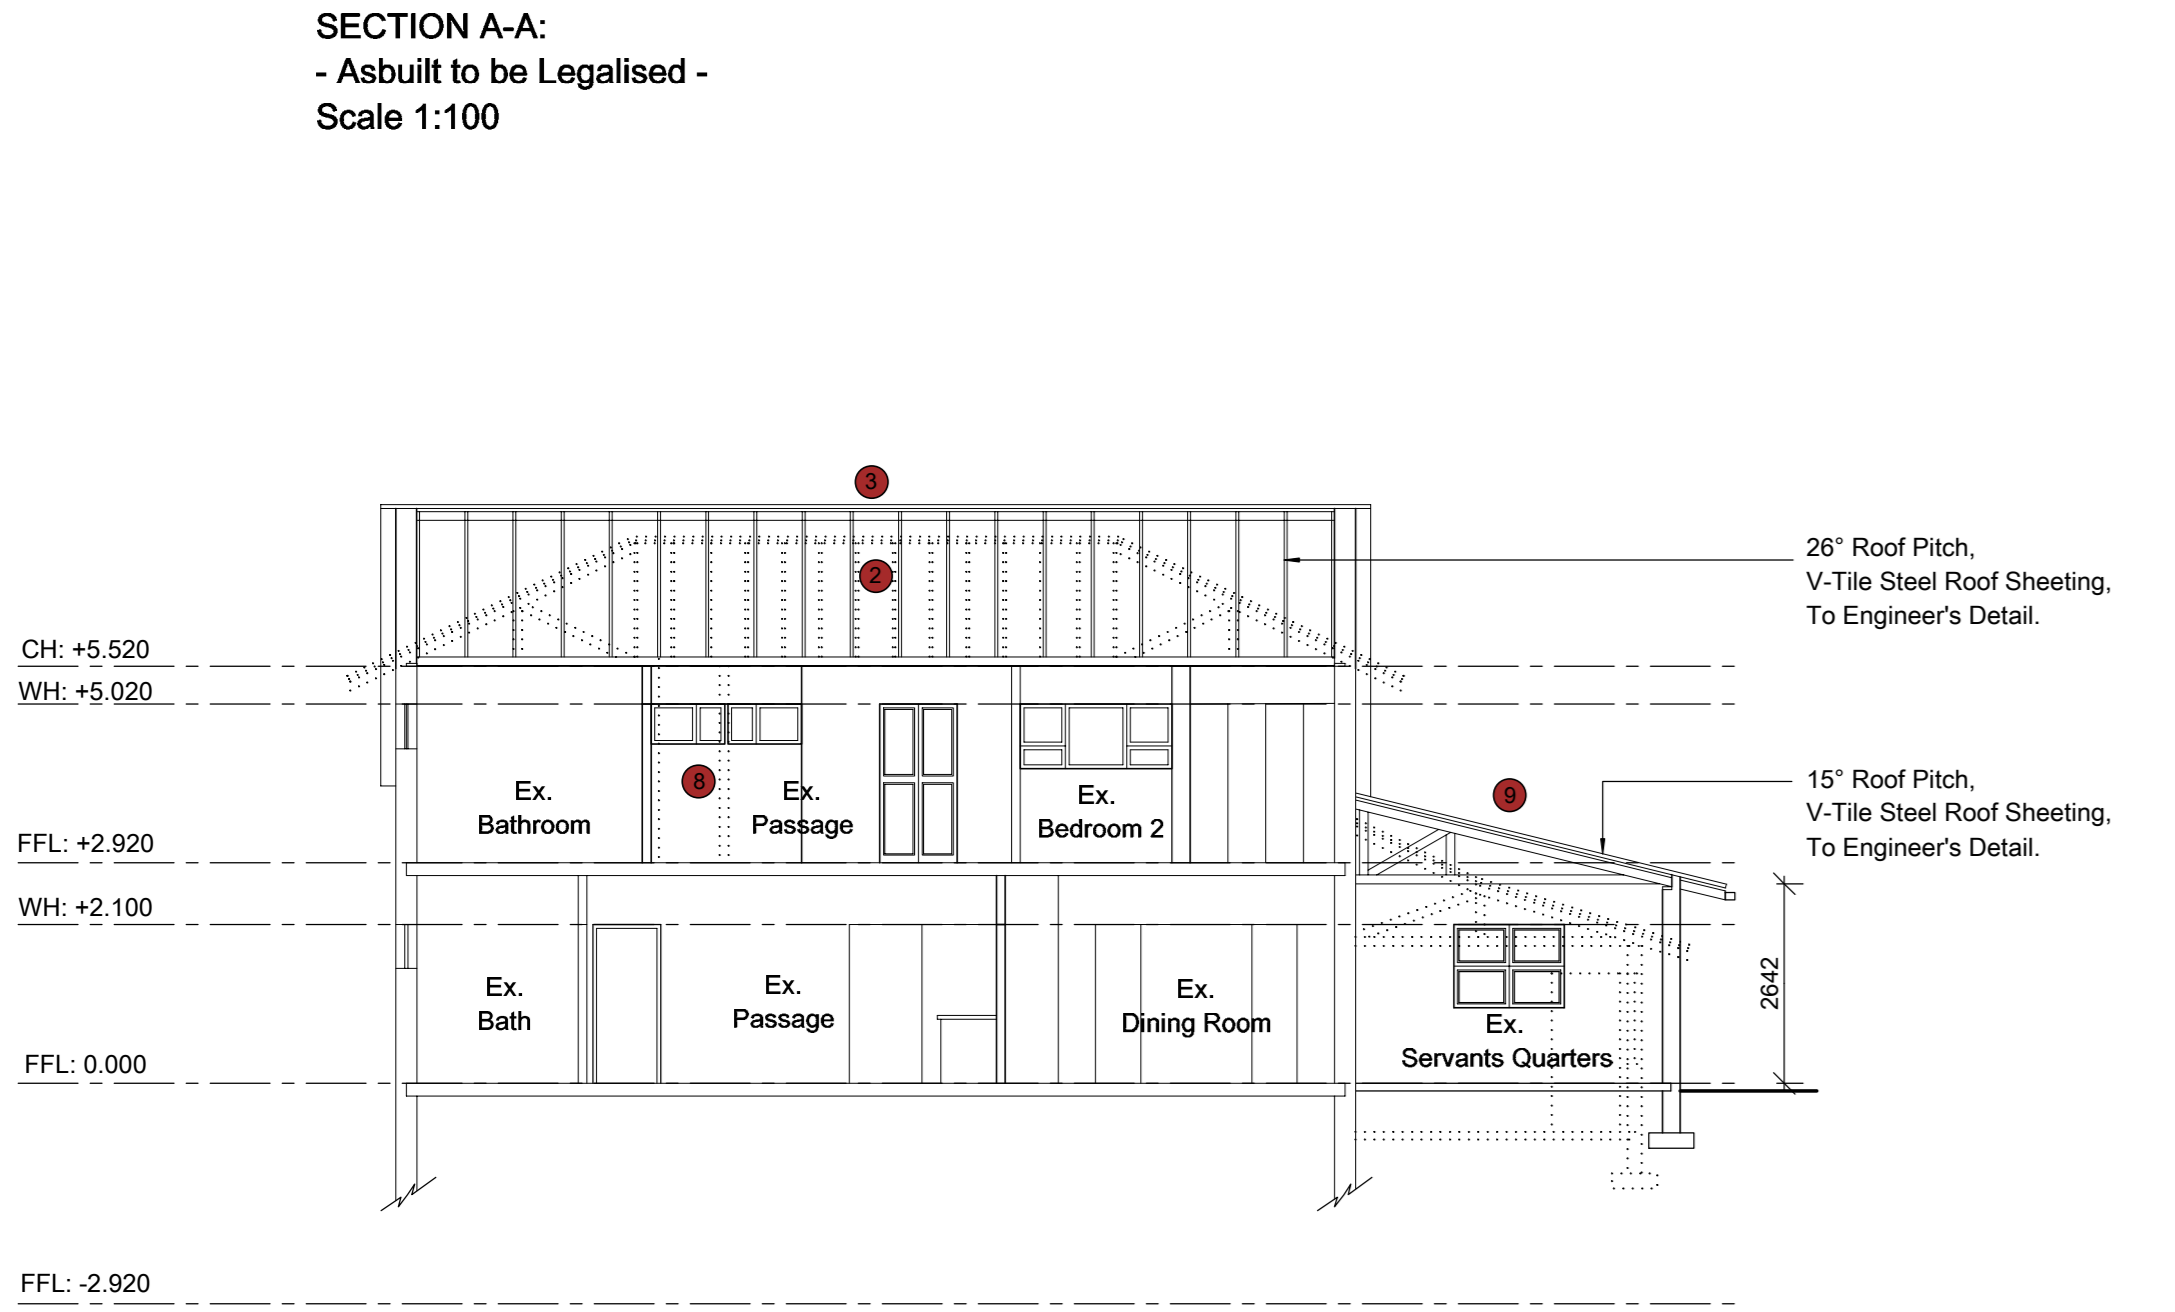 SECTION A-A:
- Asbuilt to be Legalised -
Scale 1:100
3
2
26° Roof Pitch,
V-Tile Steel Roof Sheeting,
To Engineer's Detail.
CH: +5.520
WH: +5.020
8
Ex.
Bathroom
Ex.
Passage
Ex.
Bedroom 2
9
15° Roof Pitch,
V-Tile Steel Roof Sheeting,
To Engineer's Detail.
FFL: +2.920
WH: +2.100
Ex.
Bath
Ex.
Passage
Ex.
Dining Room
Ex.
Servants Quarters
2642
FFL: 0.000
FFL: -2.920